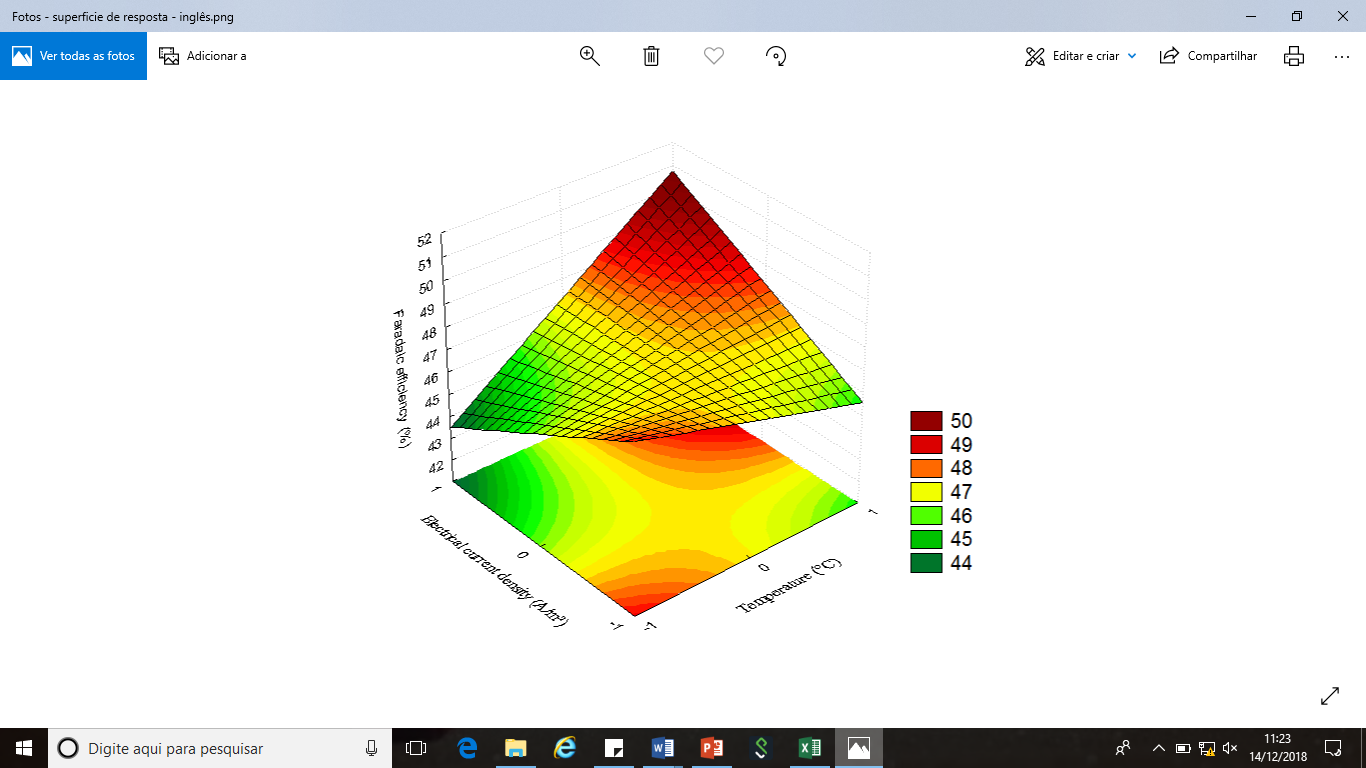 Fotos - superficie de resposta - inglês.png
Ver todas as fotos
Adicionar a
Editar e criar
Compartilhar
52
51
50
49
48
47
46
45
44
43
42
Faradaic efficiency (%)
1
0
-1
Electrical current density (A/m²)
-1
0
1
Temperature (°C)
50
49
48
47
46
45
44
Digite aqui para pesquisar
11:23
14/12/2018